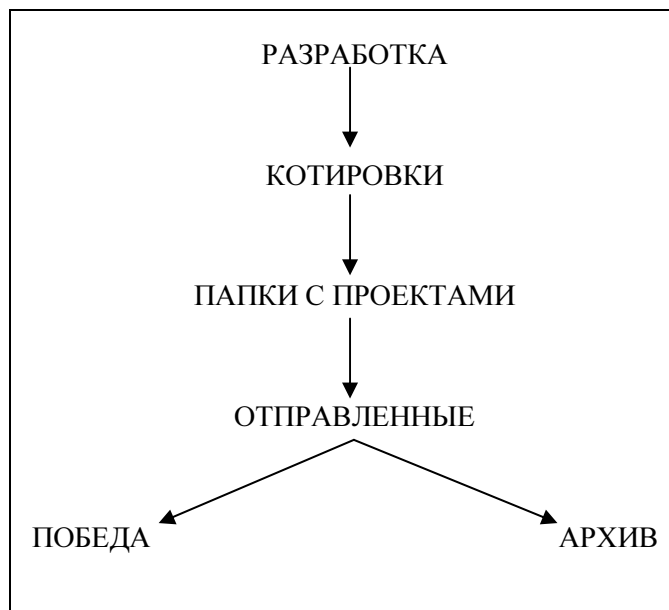 РАЗРАБОТКА
КОТИРОВКИ
ПАПКИ С ПРОЕКТАМИ
ОТПРАВЛЕННЫЕ
ПОБЕДА
АРХИВ